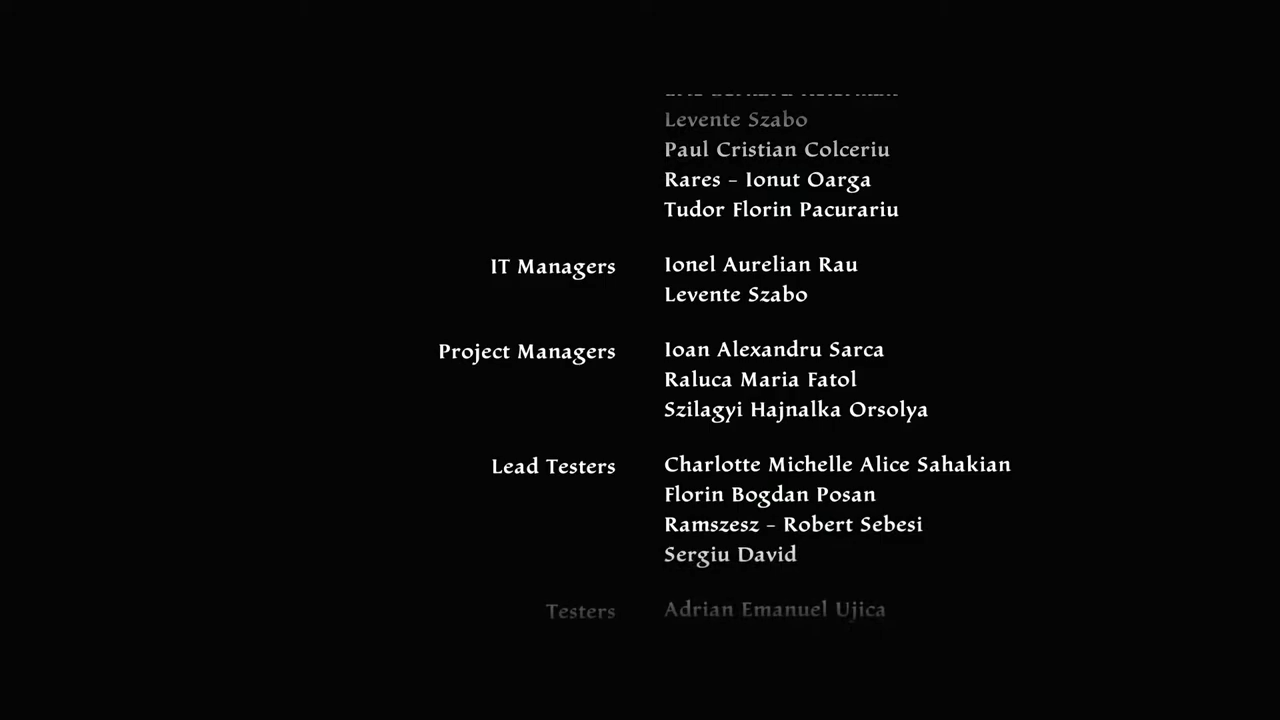 Levente Szabo
Paul Cristian Colceriu
Rares - Ionut Oarga
Tudor Florin Pacurariu
IT Managers Ionel Aurelian Rau
Levente Szabo
Project Managers Ioan Alexandru Sarca
Raluca Maria Fatol
Szilagyi Hajnalka Orsolya
Lead Testers Charlotte Michelle Alice Sahakian
Florin Bogdan Posan
Ramszesz - Robert Sebesi
Sergiu David
Testers Adrian Emanuel Ujica